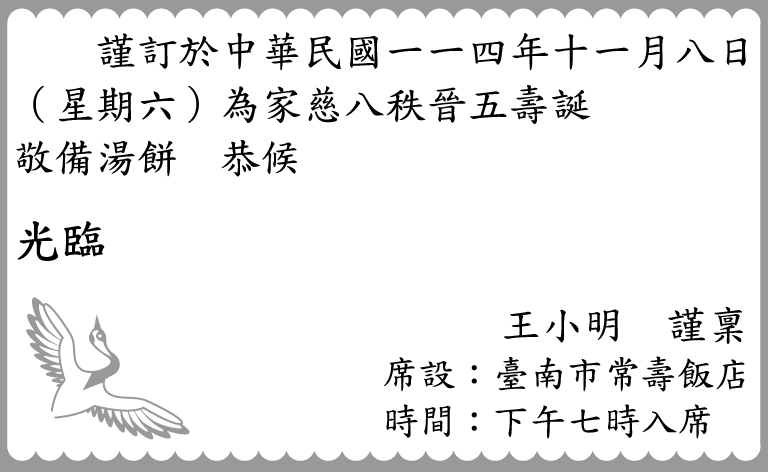 謹訂於中華民國一一四年十一月八日
（星期六）為家慈八秩晉五壽誕
敬備湯餅　恭候
光臨
王小明　謹稟
席設：臺南市常壽飯店
時間：下午七時入席